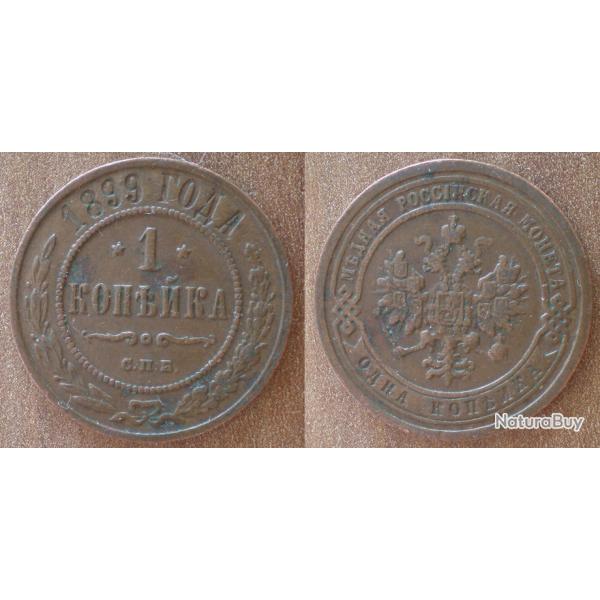 1899 ГОДА
1
КОПѢЙКА
С.П.Б.
МѢДНАЯ РОССІЙСКАЯ МОНЕТА
ОДНА КОПѢЙКА
NaturaBuy